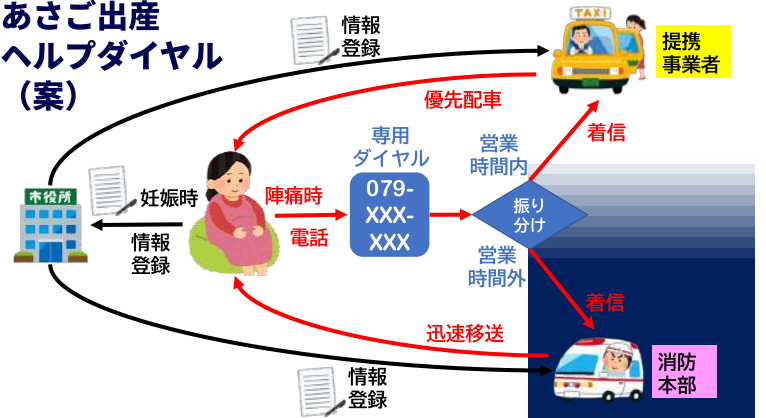 あさご出産
ヘルプダイヤル
（案）
情報
登録
TAXI
提携
事業者
優先配車
着信
専用
ダイヤル
営業
時間内
市役所
妊娠時
陣痛時
079-
XXX-
XXX
振り
分け
電話
情報
登録
営業
時間外
着信
迅速移送
消防
本部
情報
登録